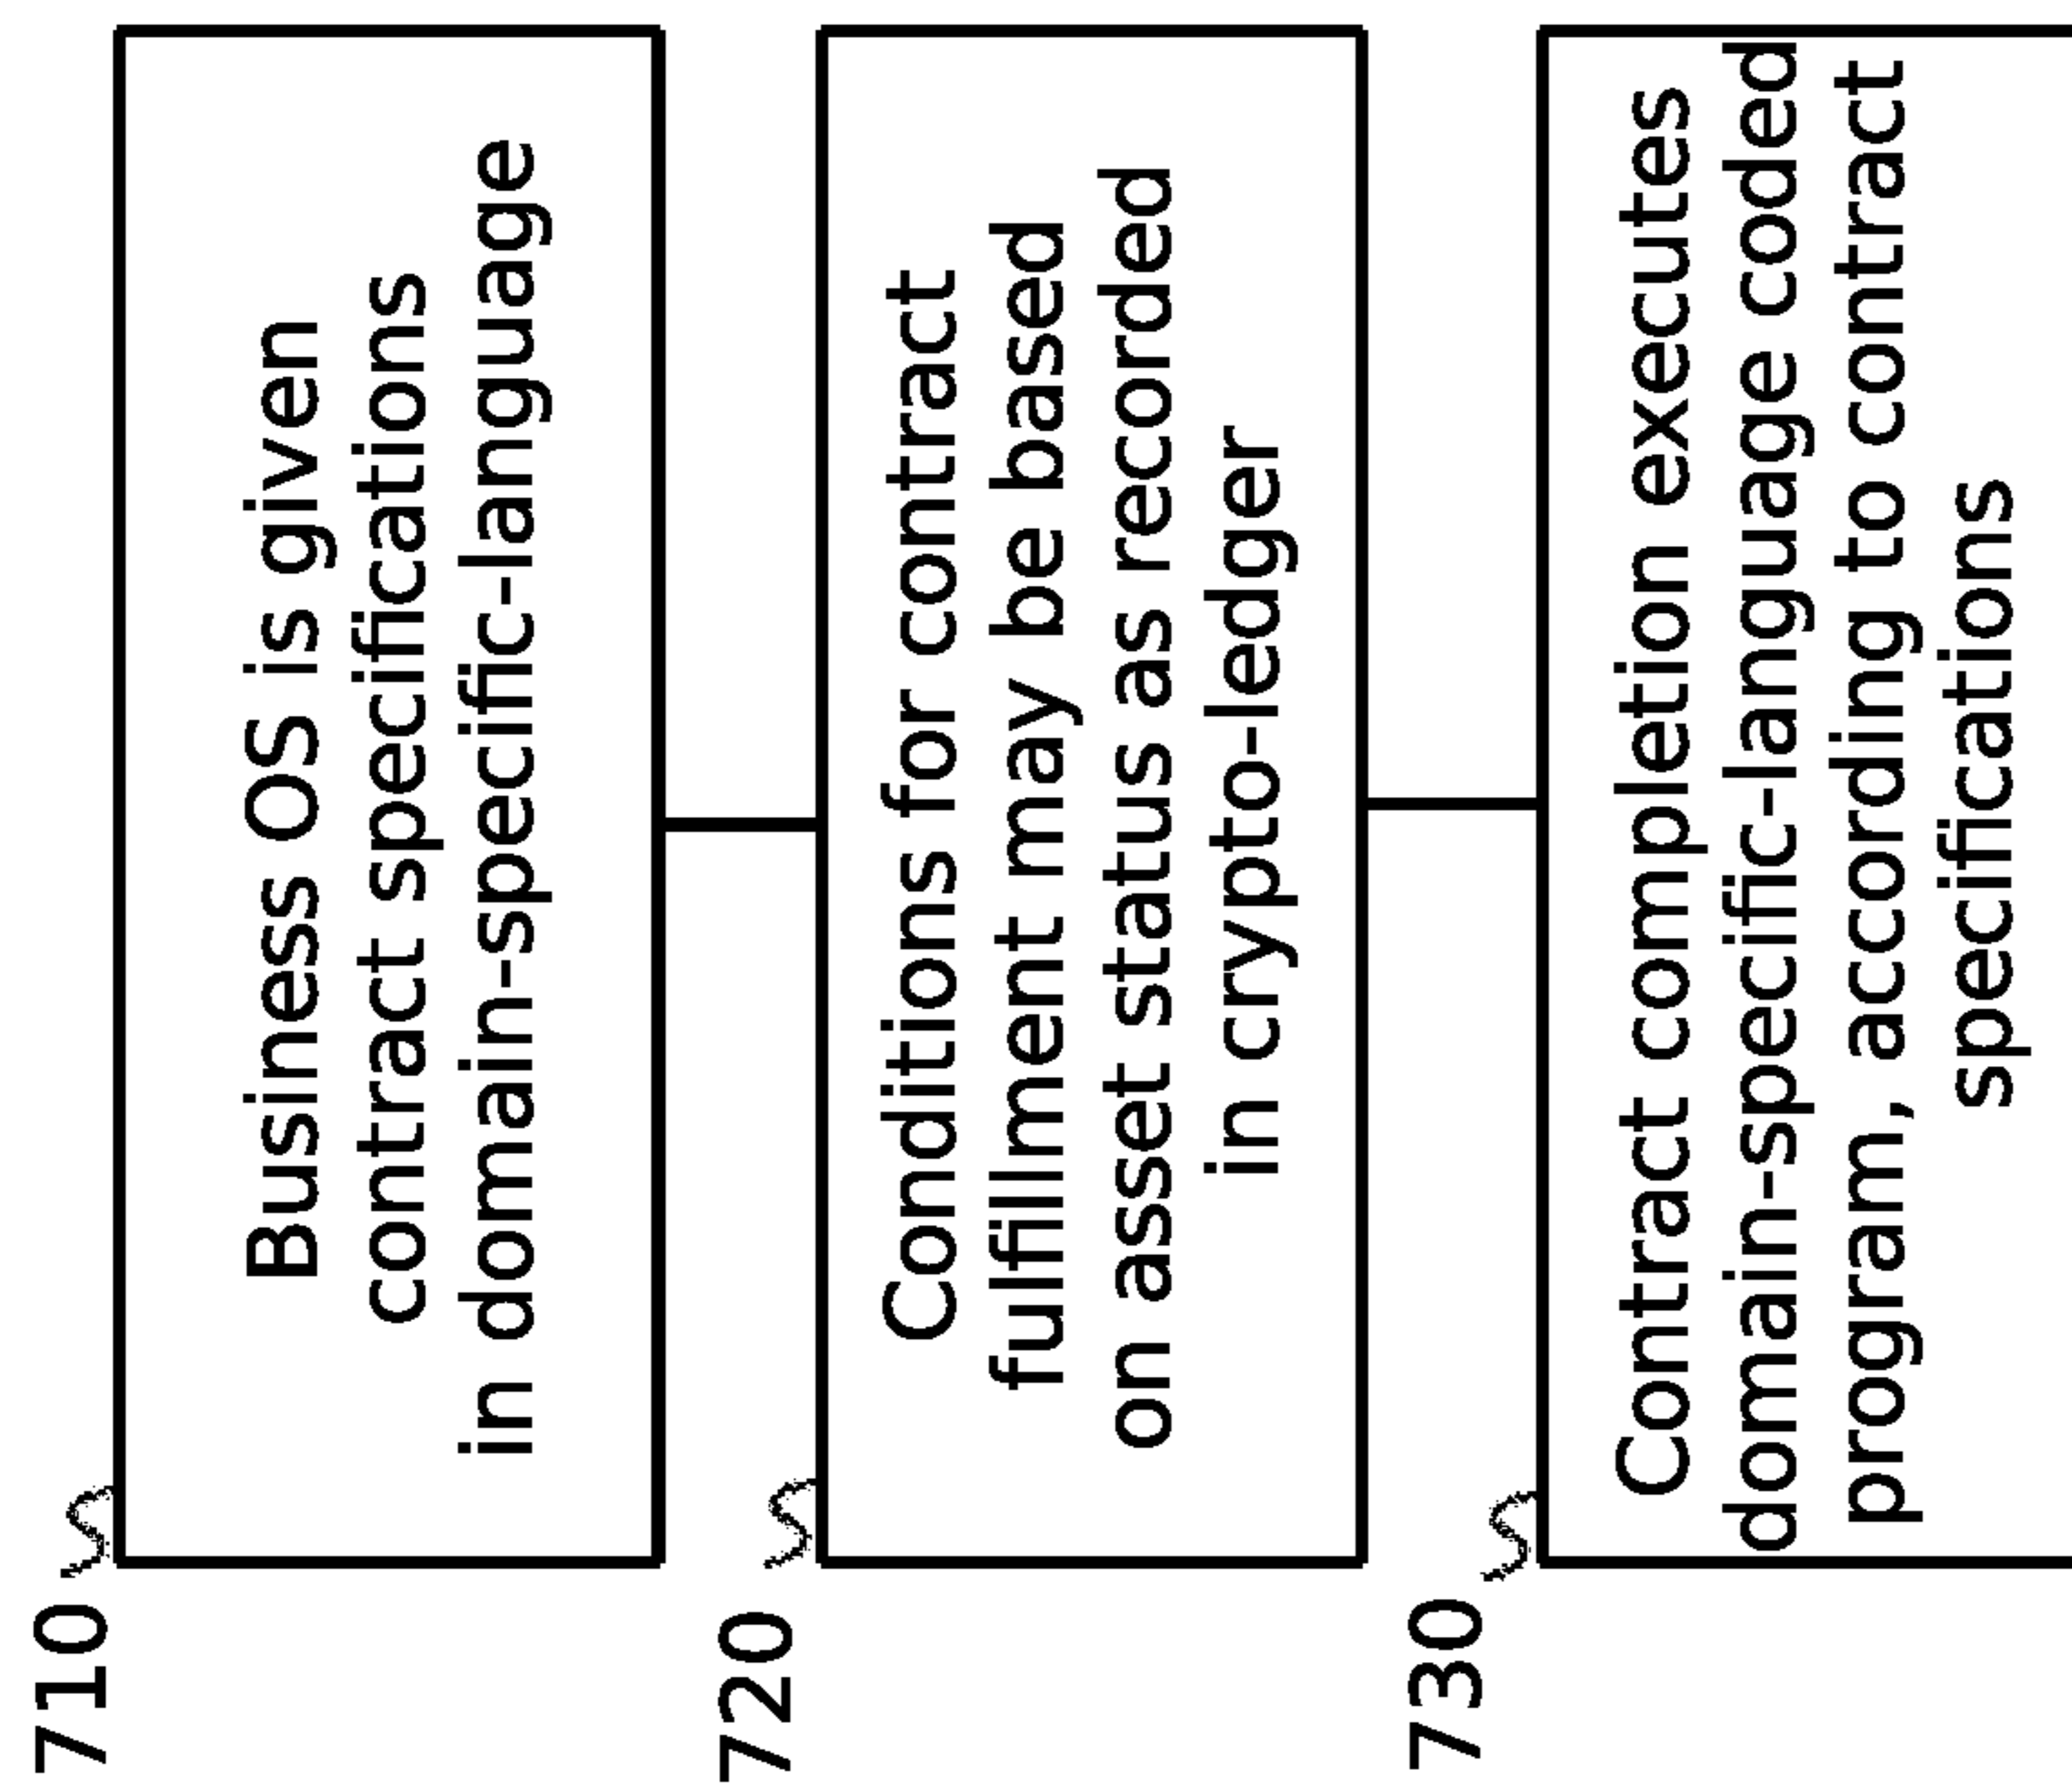 710
Business OS is given
contract specifications
in domain-specific-language
720
Conditions for contract
fulfillment may be based
on asset status as recorded
in crypto-ledger
730
Contract completion executes
domain-specific-language coded
program, according to contract
specifications